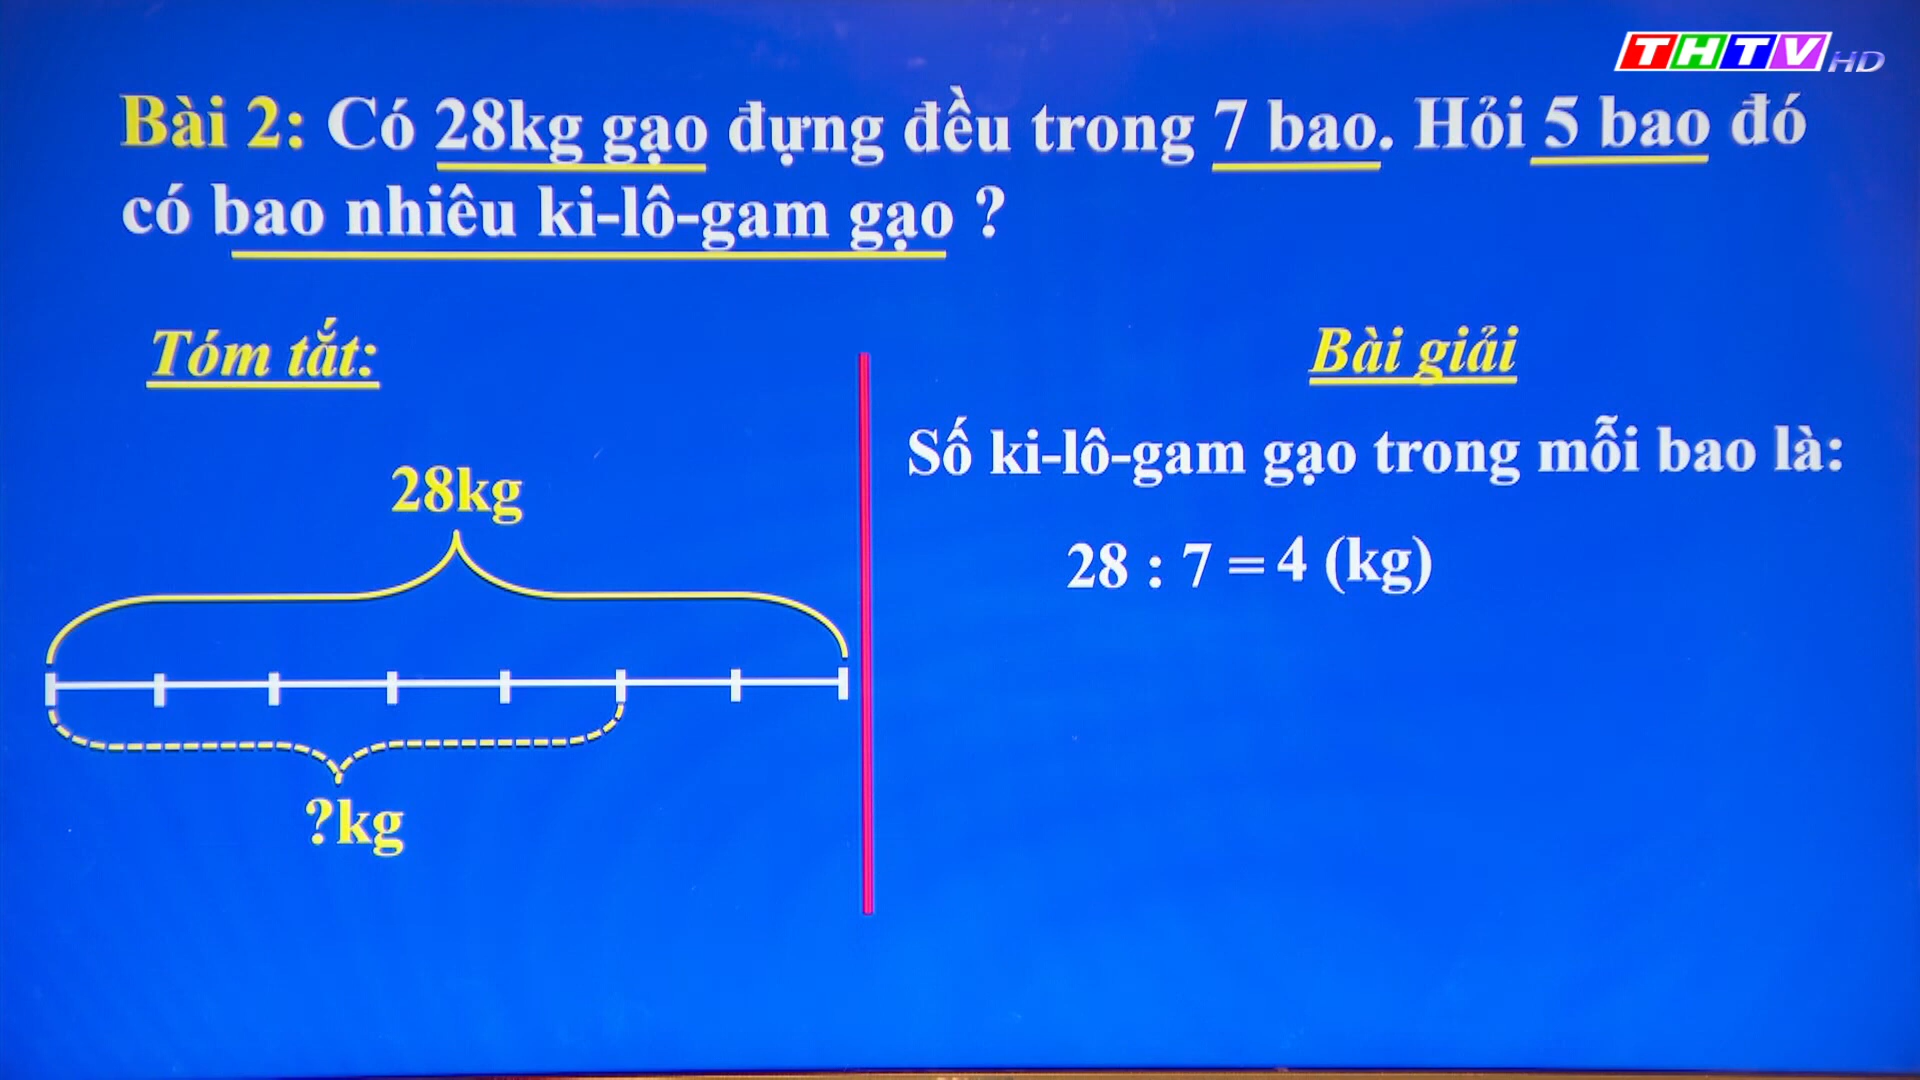 THTV HD
Bài 2: Có 28kg gạo đựng đều trong 7 bao. Hỏi 5 bao đó
có bao nhiêu ki-lô-gam gạo ?
Tóm tắt:
28kg
?kg
Bài giải
Số ki-lô-gam gạo trong mỗi bao là:
28 : 7 = 4 (kg)